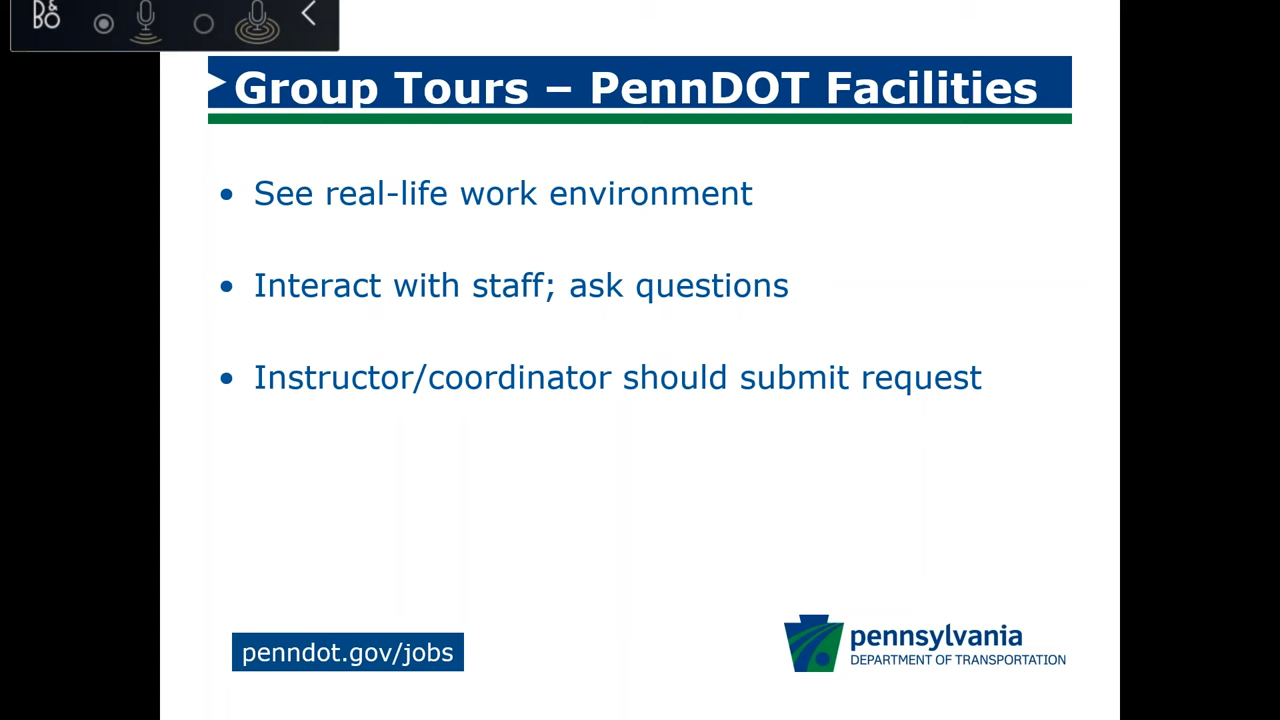 B&O
Group Tours – PennDOT Facilities
• See real-life work environment
• Interact with staff; ask questions
• Instructor/coordinator should submit request
penndot.gov/jobs
pennsylvania
DEPARTMENT OF TRANSPORTATION